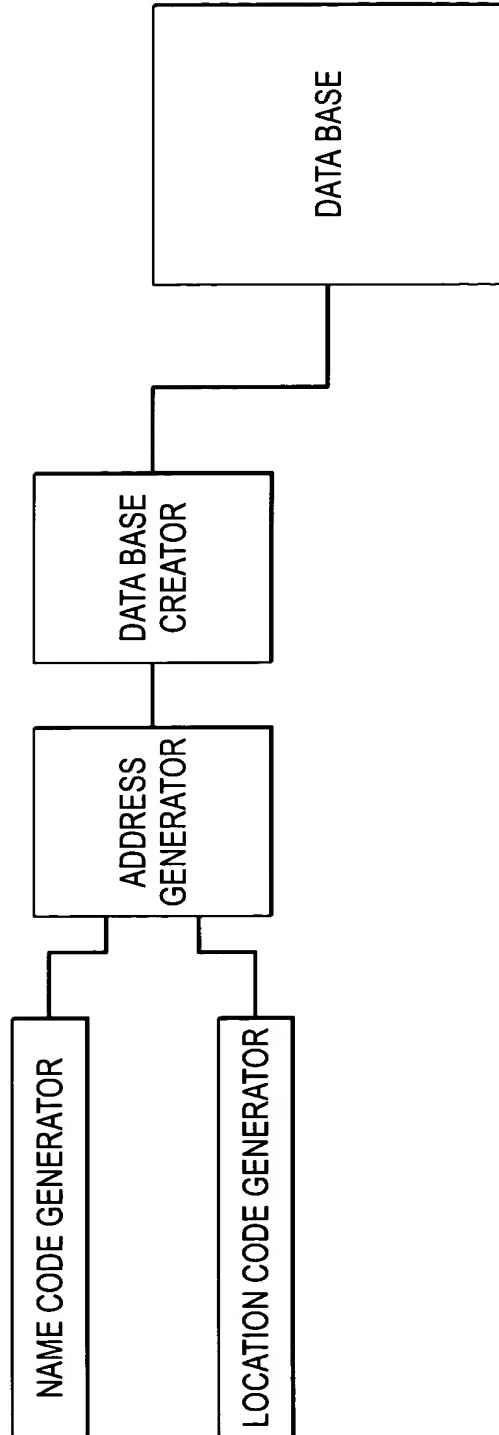 NAME CODE GENERATOR
LOCATION CODE GENERATOR
ADDRESS
GENERATOR
DATA BASE
CREATOR
DATA BASE